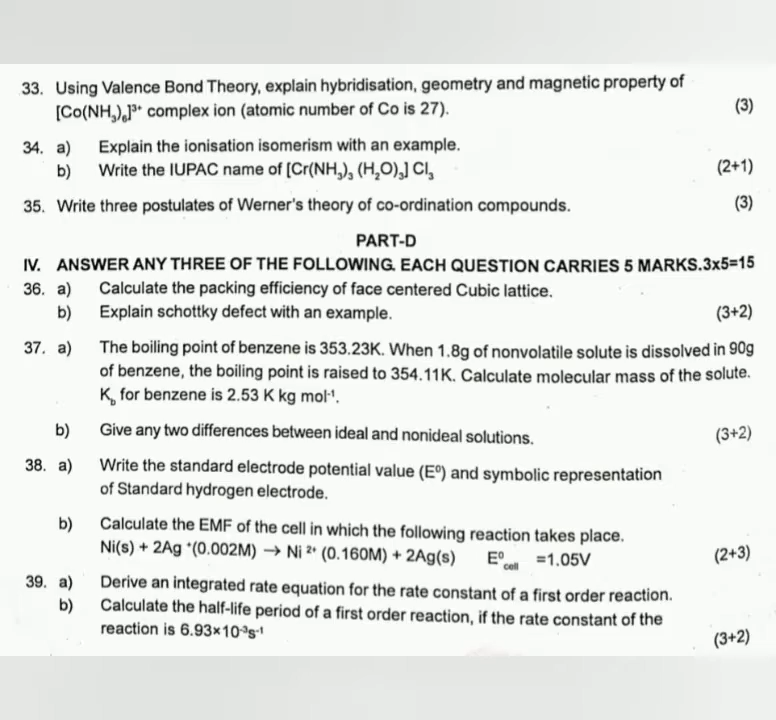 33. Using Valence Bond Theory, explain hybridisation, geometry and magnetic property of
[Co(NH₃)₆]³⁺ complex ion (atomic number of Co is 27). (3)
34. a) Explain the ionisation isomerism with an example.
b) Write the IUPAC name of [Cr(NH₃)₃ (H₂O)₃] Cl₃ (2+1)
35. Write three postulates of Werner's theory of co-ordination compounds. (3)
PART-D
IV. ANSWER ANY THREE OF THE FOLLOWING. EACH QUESTION CARRIES 5 MARKS.3x5=15
36. a) Calculate the packing efficiency of face centered Cubic lattice.
b) Explain schottky defect with an example. (3+2)
37. a) The boiling point of benzene is 353.23K. When 1.8g of nonvolatile solute is dissolved in 90g
of benzene, the boiling point is raised to 354.11K. Calculate molecular mass of the solute.
K_b for benzene is 2.53 K kg mol⁻¹.
b) Give any two differences between ideal and nonideal solutions. (3+2)
38. a) Write the standard electrode potential value (E⁰) and symbolic representation
of Standard hydrogen electrode.
b) Calculate the EMF of the cell in which the following reaction takes place.
Ni(s) + 2Ag ⁺(0.002M) → Ni ²⁺ (0.160M) + 2Ag(s) E⁰cell =1.05V (2+3)
39. a) Derive an integrated rate equation for the rate constant of a first order reaction.
b) Calculate the half-life period of a first order reaction, if the rate constant of the
reaction is 6.93×10⁻³s⁻¹ (3+2)